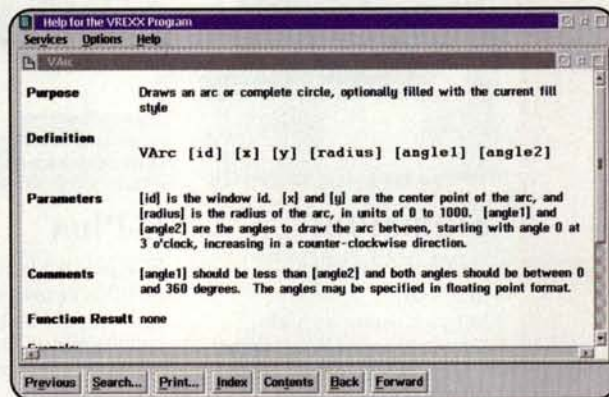 Help for the VREXX Program
Services Options Help
VArc
Purpose Draws an arc or complete circle, optionally filled with the current fill
style
Definition
VArc [id] [x] [y] [radius] [angle1] [angle2]
Parameters [id] is the window id. [x] and [y] are the center point of the arc, and
[radius] is the radius of the arc, in units of 0 to 1000. [angle1] and
[angle2] are the angles to draw the arc between, starting with angle 0 at
3 o'clock, increasing in a counter-clockwise direction.
Comments [angle1] should be less than [angle2] and both angles should be between 0
and 360 degrees. The angles may be specified in floating point format.
Function Result none
Previous Search... Print... Index Contents Back Forward